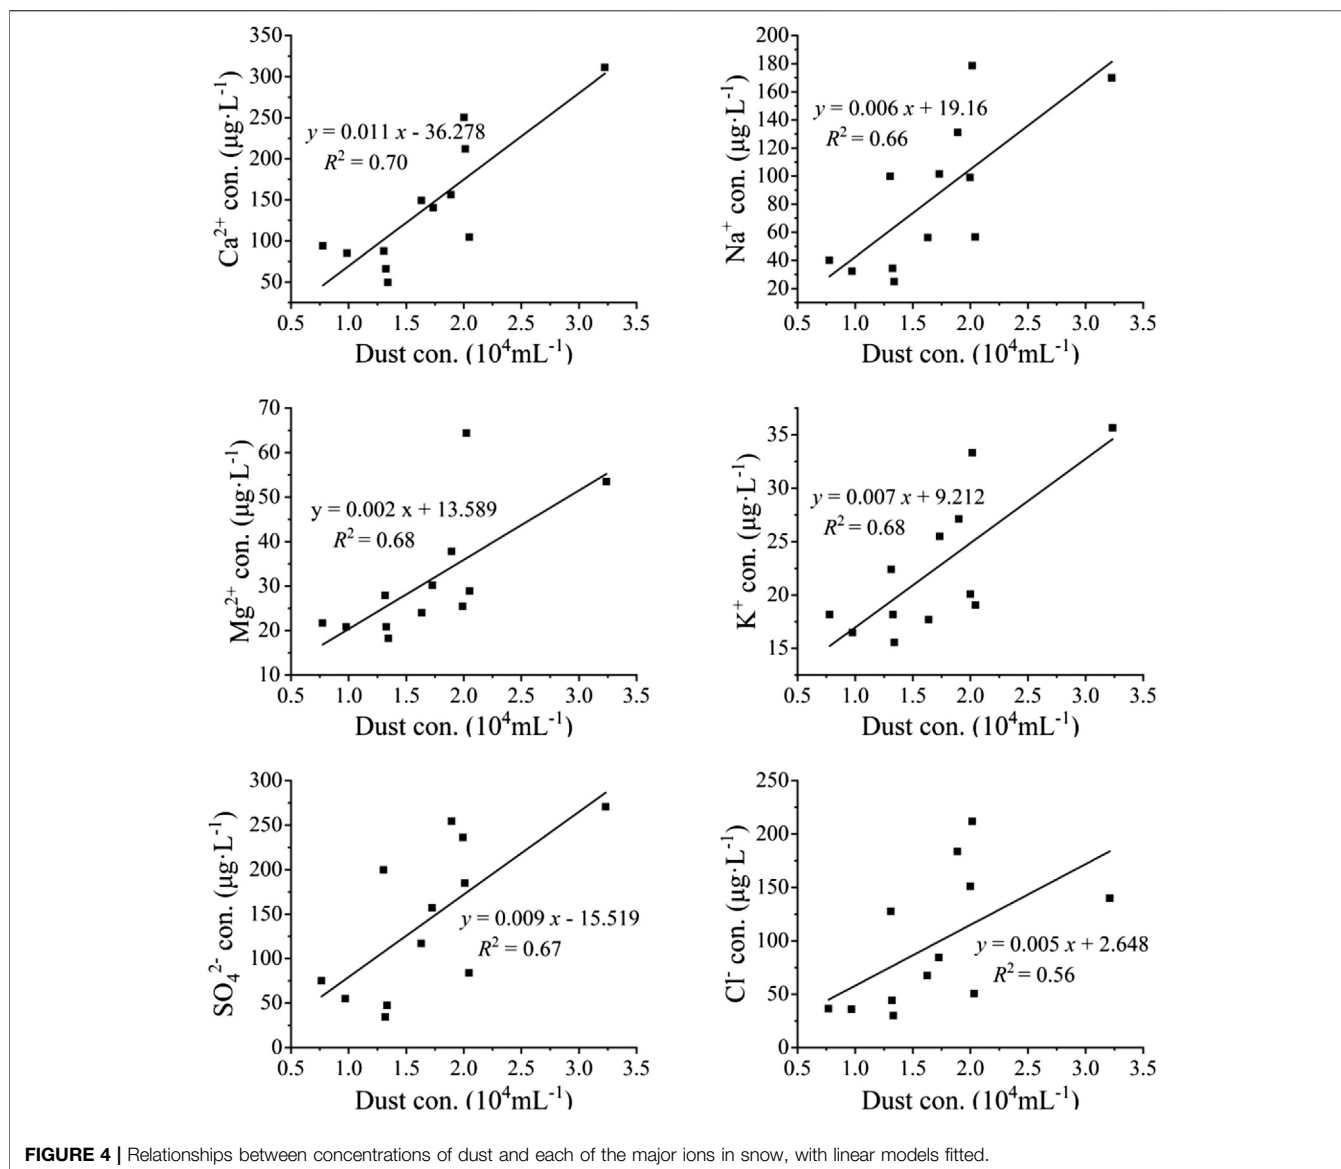 350
300
250
200
150
100
50
Ca²⁺ con. (μg·L⁻¹)
y = 0.011 x - 36.278
R² = 0.70
0.5 1.0 1.5 2.0 2.5 3.0 3.5
Dust con. (10⁴mL⁻¹)
200
180
160
140
120
100
80
60
40
20
Na⁺ con. (μg·L⁻¹)
y = 0.006 x + 19.16
R² = 0.66
0.5 1.0 1.5 2.0 2.5 3.0 3.5
Dust con. (10⁴mL⁻¹)
70
60
50
40
30
20
10
Mg²⁺ con. (μg·L⁻¹)
y = 0.002 x + 13.589
R² = 0.68
0.5 1.0 1.5 2.0 2.5 3.0 3.5
Dust con. (10⁴mL⁻¹)
35
30
25
20
15
K⁺ con. (μg·L⁻¹)
y = 0.007 x + 9.212
R² = 0.68
0.5 1.0 1.5 2.0 2.5 3.0 3.5
Dust con. (10⁴mL⁻¹)
300
250
200
150
100
50
0
SO₄²⁻ con. (μg·L⁻¹)
y = 0.009 x - 15.519
R² = 0.67
0.5 1.0 1.5 2.0 2.5 3.0 3.5
Dust con. (10⁴mL⁻¹)
250
200
150
100
50
0
Cl⁻ con. (μg·L⁻¹)
y = 0.005 x + 2.648
R² = 0.56
0.5 1.0 1.5 2.0 2.5 3.0 3.5
Dust con. (10⁴mL⁻¹)
FIGURE 4 | Relationships between concentrations of dust and each of the major ions in snow, with linear models fitted.